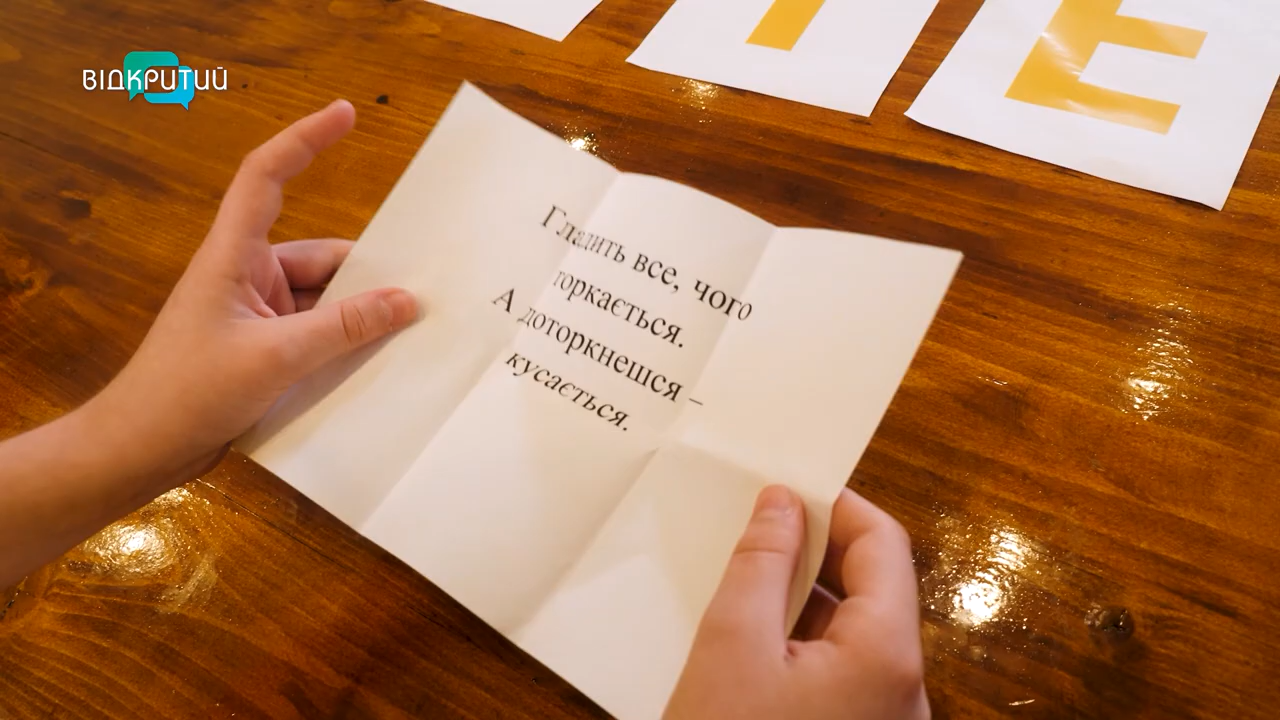 ВІДКРИТИЙ
Е
Гладить все, чого
торкається.
А доторкнешся –
кусається.